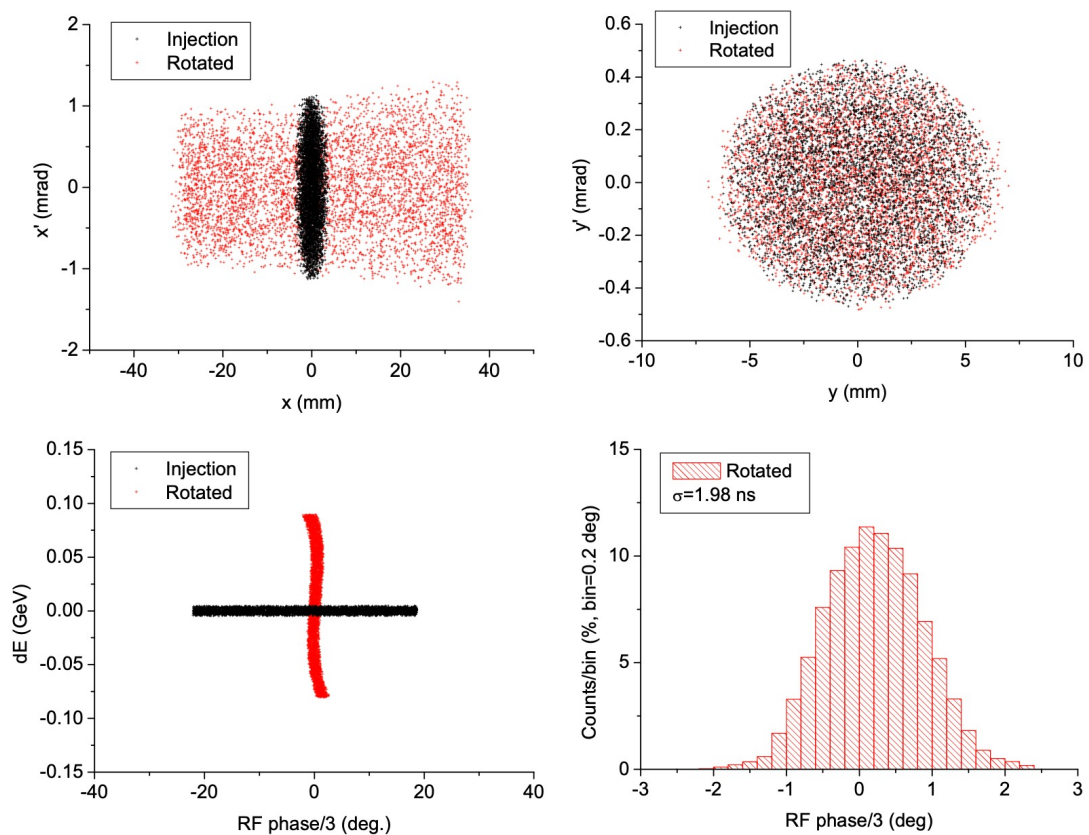 2
1
0
-1
-2
x' (mrad)
-40
-20
0
20
40
x (mm)
Injection
Rotated
0.6
0.4
0.2
0.0
-0.2
-0.4
-0.6
y' (mrad)
-10
-5
0
5
10
y (mm)
Injection
Rotated
0.15
0.10
0.05
0.00
-0.05
-0.10
-0.15
dE (GeV)
-40
-20
0
20
40
RF phase/3 (deg.)
Injection
Rotated
15
10
5
0
Counts/bin (%, bin=0.2 deg)
-3
-2
-1
0
1
2
3
RF phase/3 (deg)
Rotated
σ=1.98 ns